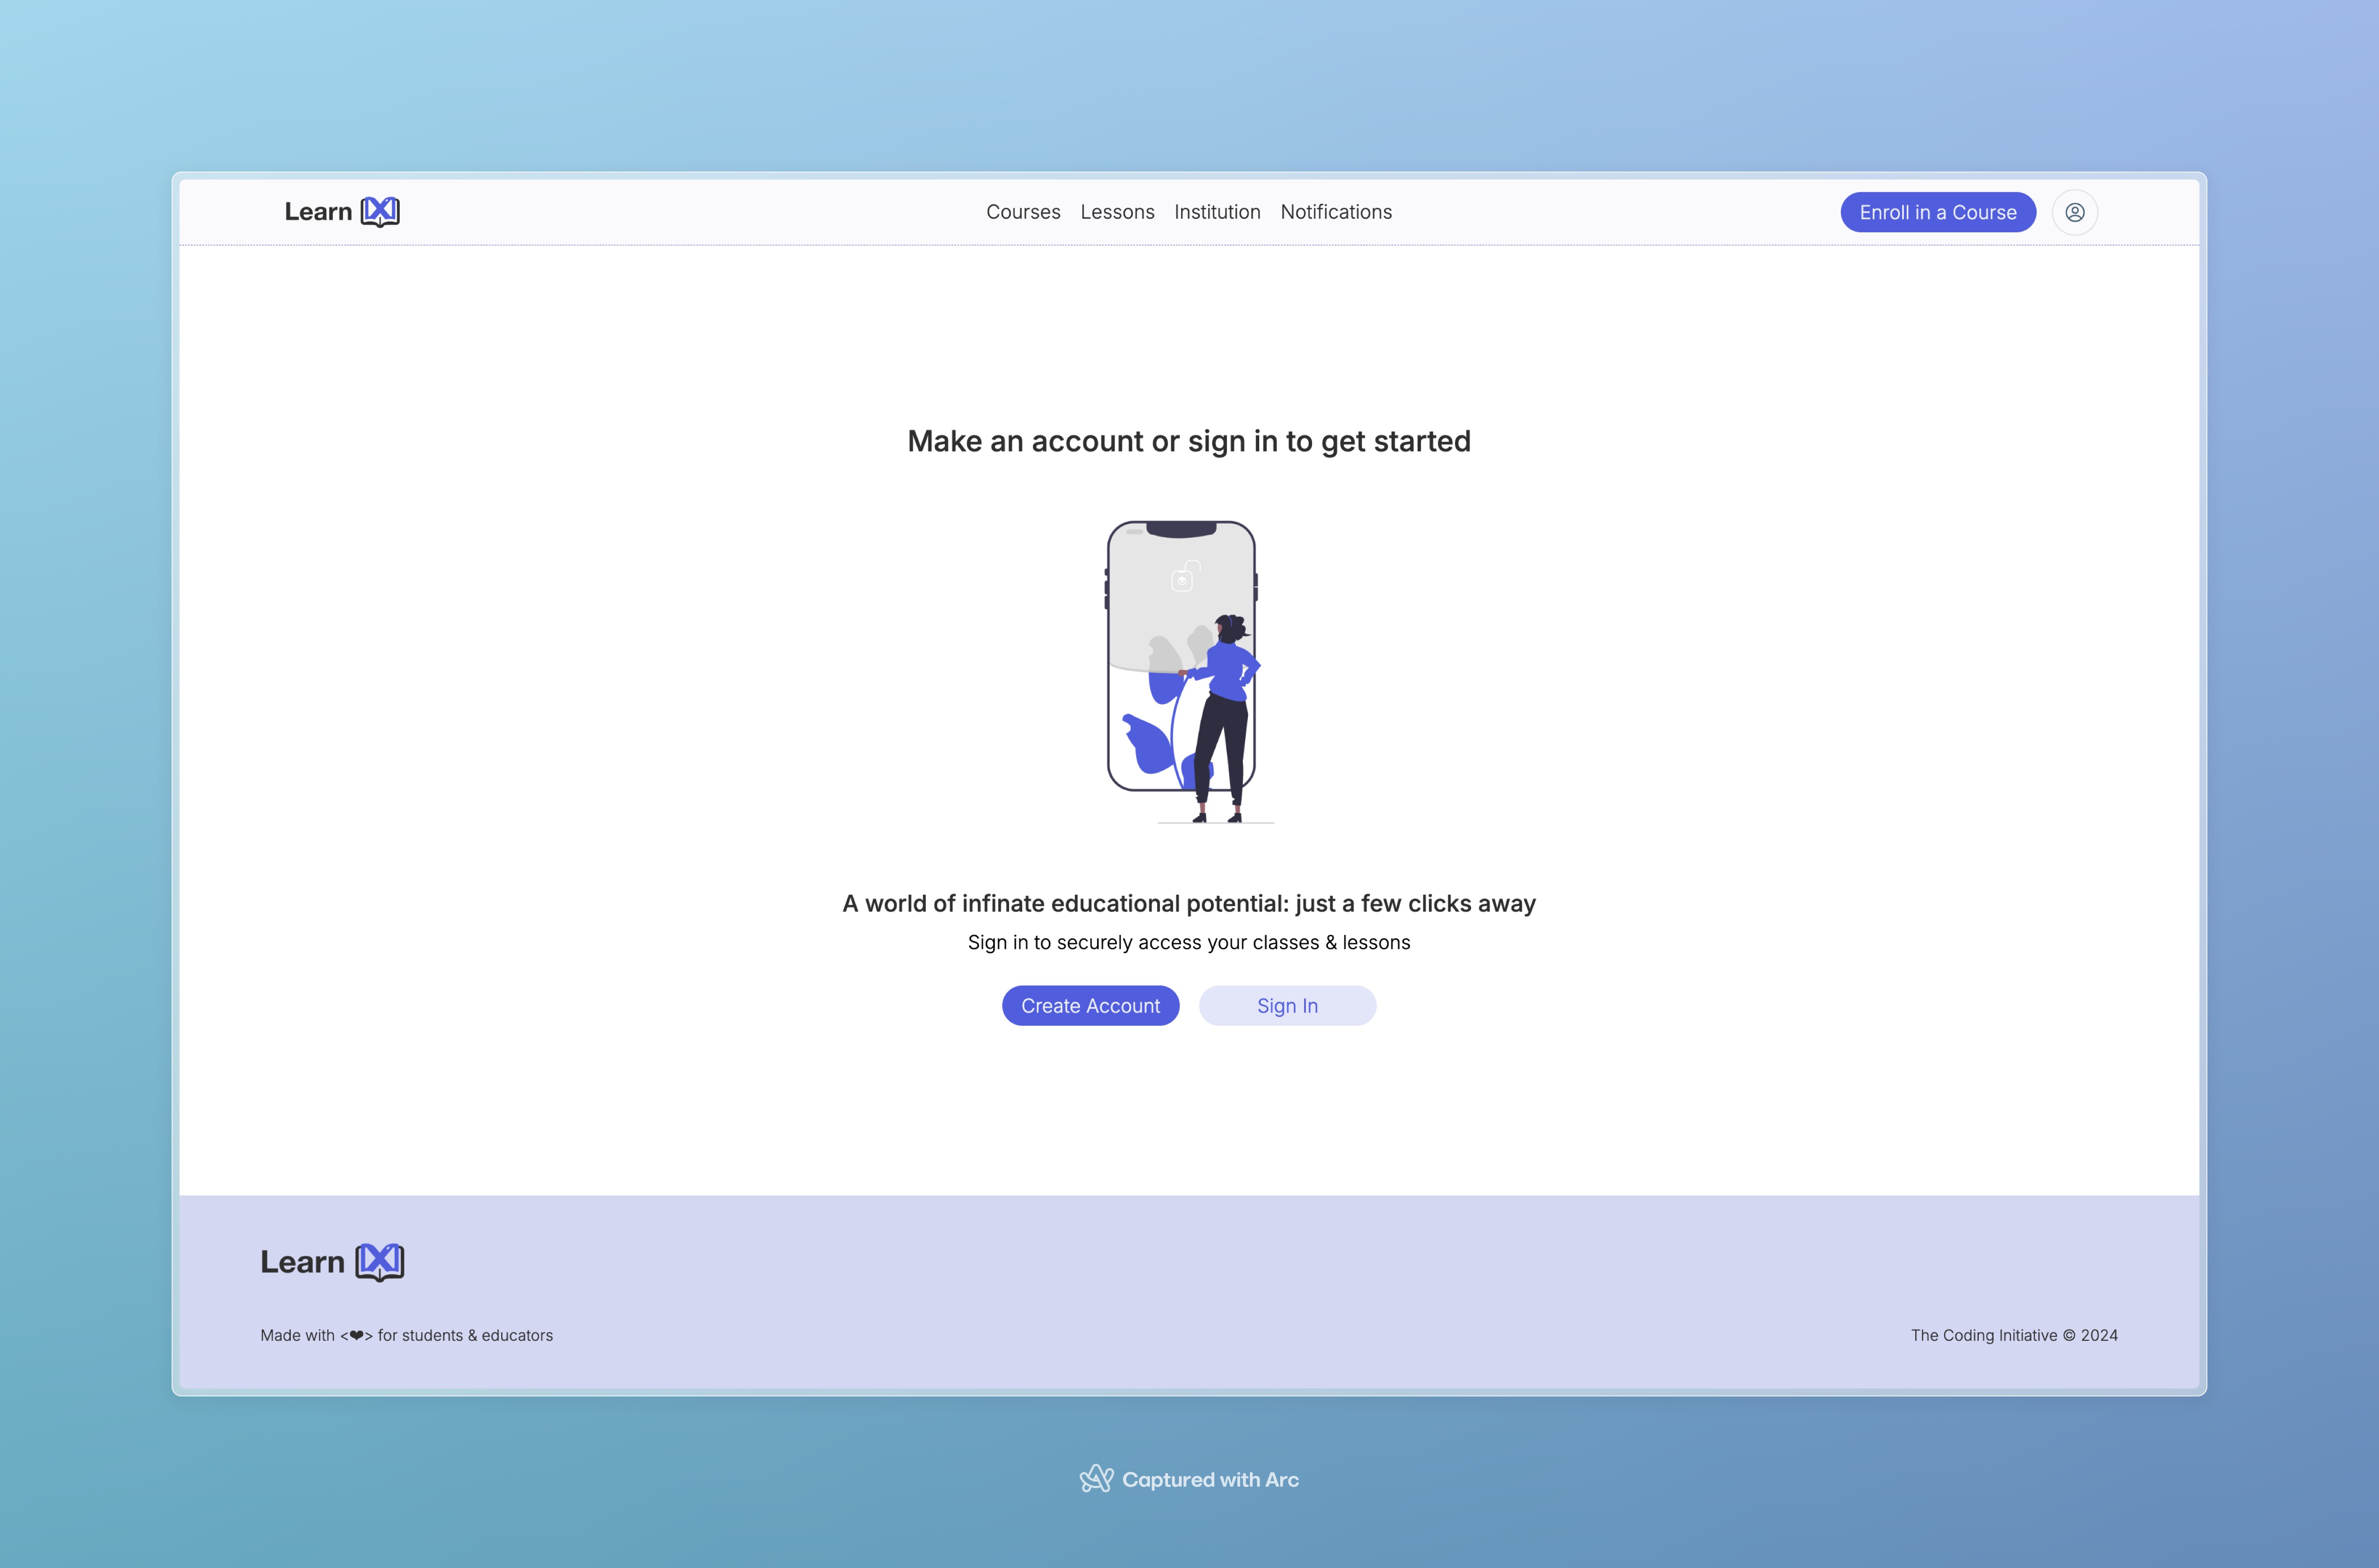 Learn X
Courses Lessons Institution Notifications
Enroll in a Course
Make an account or sign in to get started
A world of infinate educational potential: just a few clicks away
Sign in to securely access your classes & lessons
Create Account
Sign In
Learn X
Made with <❤> for students & educators
The Coding Initiative © 2024
Captured with Arc